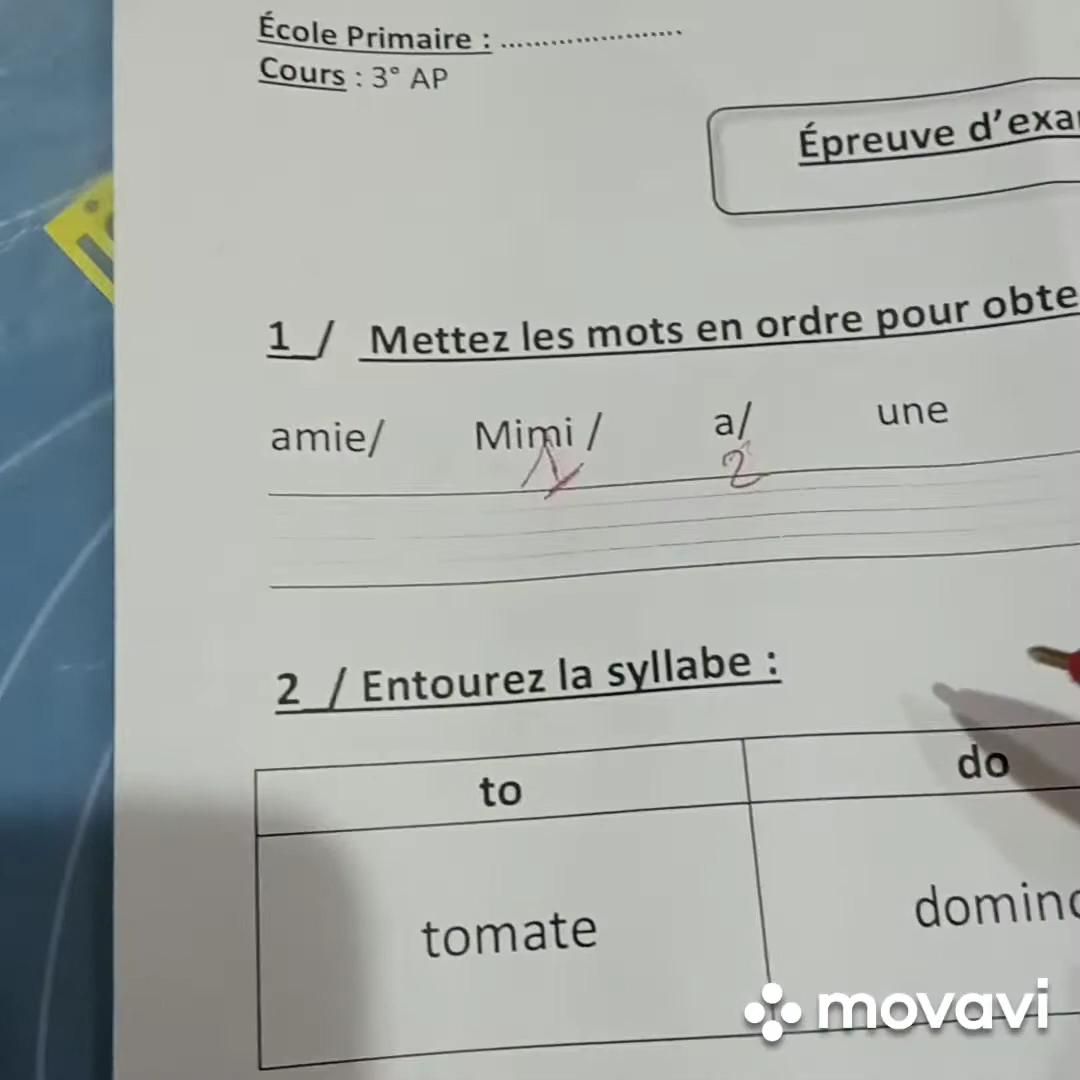 École Primaire : ......................
Cours : 3° AP
Épreuve d'exa
1 / Mettez les mots en ordre pour obte
amie/ Mimi / a/ une
1 2
2 / Entourez la syllabe :
to do
tomate domino
movavi